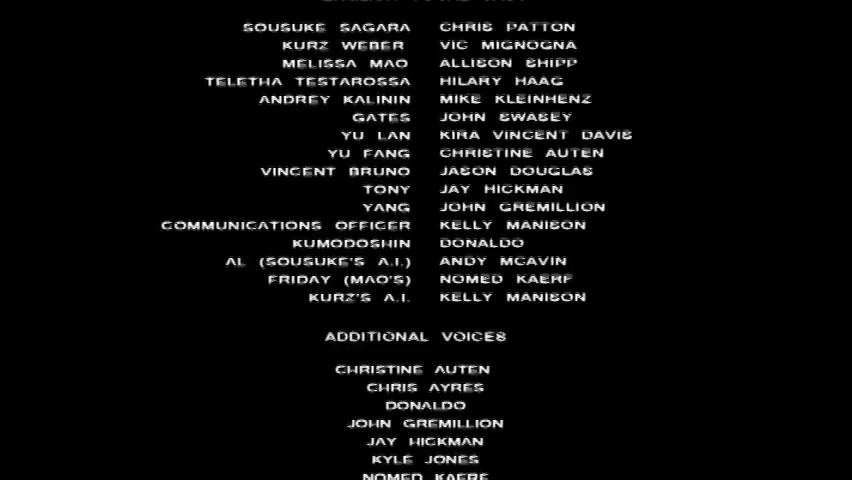 SOUSUKE SAGARA CHRIS PATTON
KURZ WEBER VIC MIGNOGNA
MELISSA MAO ALLISON SHIPP
TELETHA TESTAROSSA HILARY HAAG
ANDREY KALININ MIKE KLEINHENZ
GATES JOHN SWASEY
YU LAN KIRA VINCENT DAVIS
YU FANG CHRISTINE AUTEN
VINCENT BRUNO JASON DOUGLAS
TONY JAY HICKMAN
YANG JOHN GREMILLION
COMMUNICATIONS OFFICER KELLY MANISON
KUMODOSHIN DONALDO
AL (SOUSUKE'S A.I.) ANDY MCAVIN
FRIDAY (MAO'S) NOMED KAERF
KURZ'S A.I. KELLY MANISON
ADDITIONAL VOICES
CHRISTINE AUTEN
CHRIS AYRES
DONALDO
JOHN GREMILLION
JAY HICKMAN
KYLE JONES
NOMED KAERF